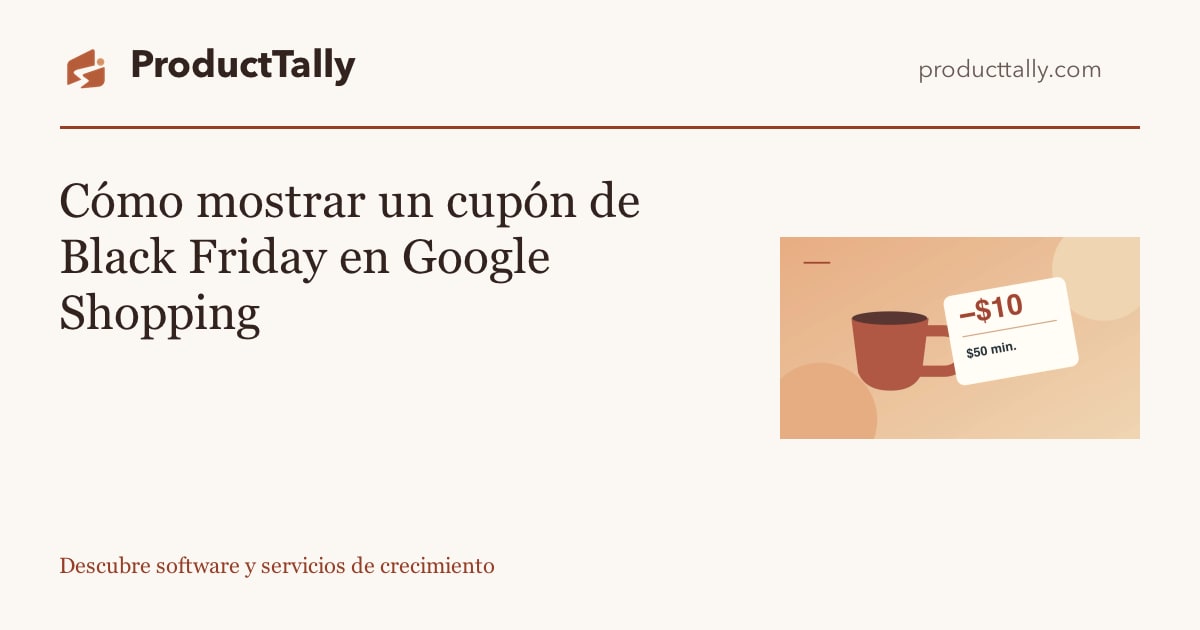 ProductTally
producttally.com
Cómo mostrar un cupón de
Black Friday en Google
Shopping
–$10
$50 min.
Descubre software y servicios de crecimiento